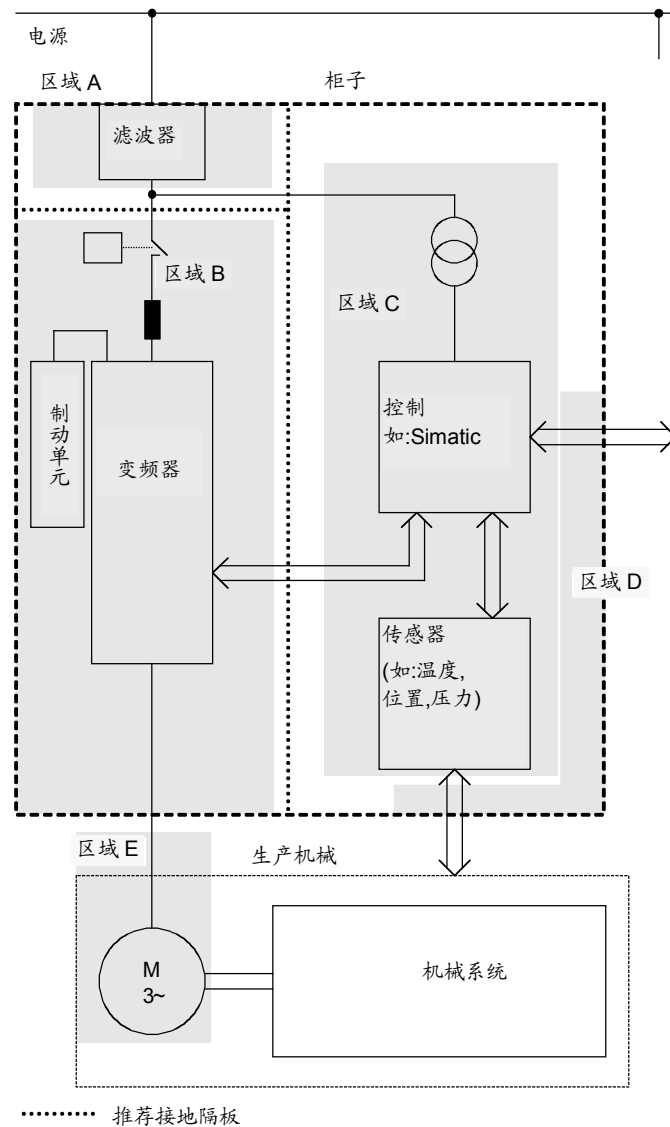 电源
区域 A
柜子
滤波器
区域 B
区域 C
制
动
单
元
变频器
控制
如:Simatic
区域 D
传感器
(如:温度,
位置,压力)
区域 E
生产机械
M
3~
机械系统
推荐接地隔板